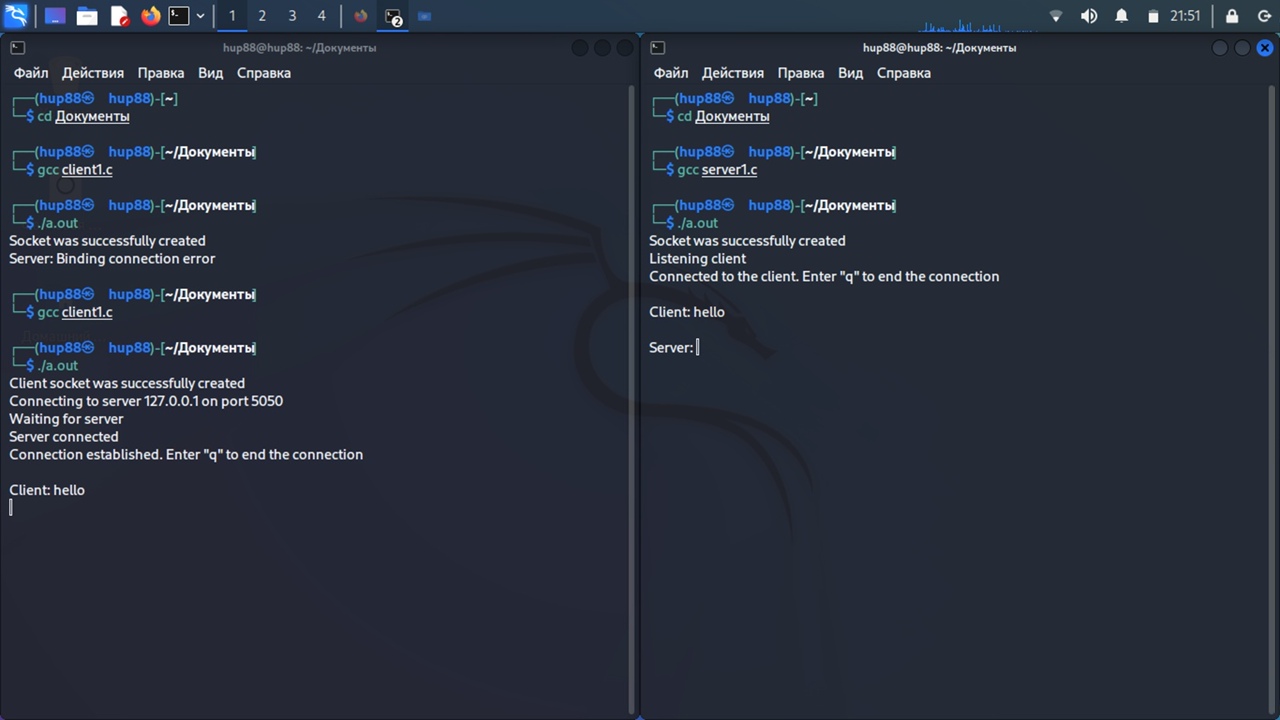 1 2 3 4 2 21:51
hup88@hup88: ~/Документы
Файл Действия Правка Вид Справка
┌──(hup88㉿ hup88)-[~]
└─$ cd Документы
┌──(hup88㉿ hup88)-[~/Документы]
└─$ gcc client1.c
┌──(hup88㉿ hup88)-[~/Документы]
└─$ ./a.out
Socket was successfully created
Server: Binding connection error
┌──(hup88㉿ hup88)-[~/Документы]
└─$ gcc client1.c
┌──(hup88㉿ hup88)-[~/Документы]
└─$ ./a.out
Client socket was successfully created
Connecting to server 127.0.0.1 on port 5050
Waiting for server
Server connected
Connection established. Enter "q" to end the connection
Client: hello
hup88@hup88: ~/Документы
Файл Действия Правка Вид Справка
┌──(hup88㉿ hup88)-[~]
└─$ cd Документы
┌──(hup88㉿ hup88)-[~/Документы]
└─$ gcc server1.c
┌──(hup88㉿ hup88)-[~/Документы]
└─$ ./a.out
Socket was successfully created
Listening client
Connected to the client. Enter "q" to end the connection
Client: hello
Server: